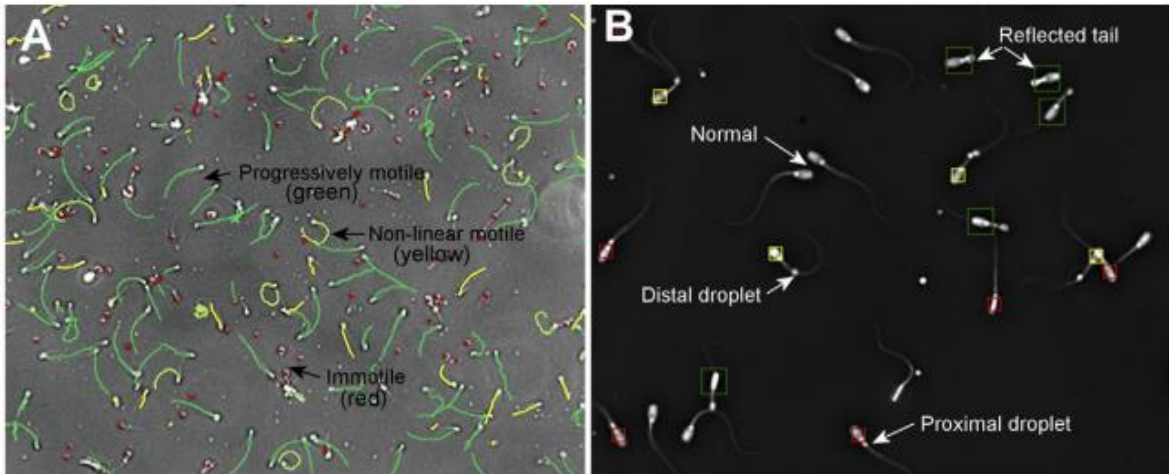 A
Progressively motile
(green)
Non-linear motile
(yellow)
Immotile
(red)
B
Reflected tail
Normal
Distal droplet
Proximal droplet